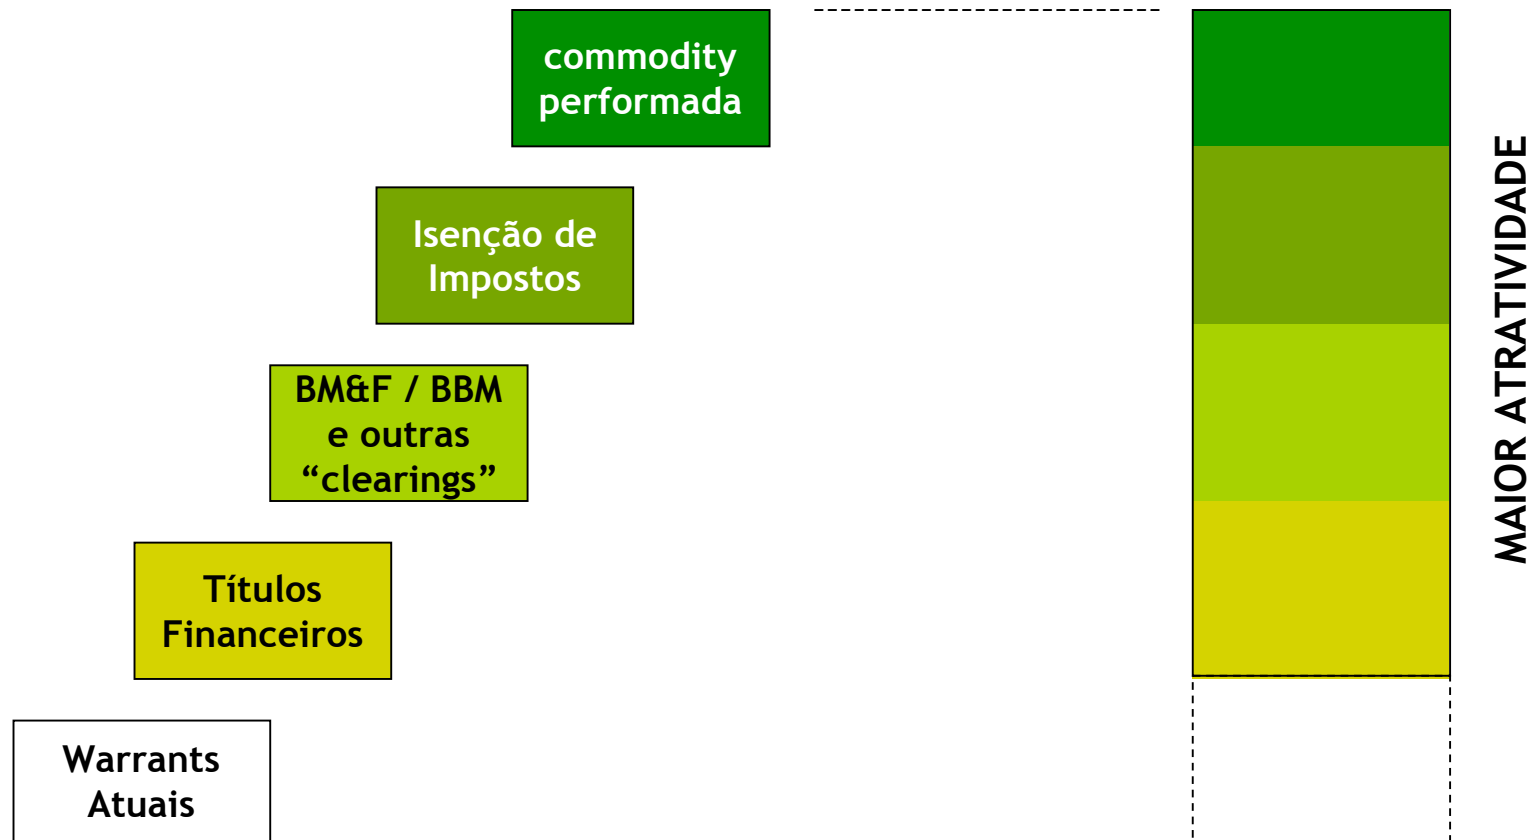 commodity
performada
Isenção de
Impostos
BM&F / BBM
e outras
“clearings”
Títulos
Financeiros
Warrants
Atuais
MAIOR ATRATIVIDADE